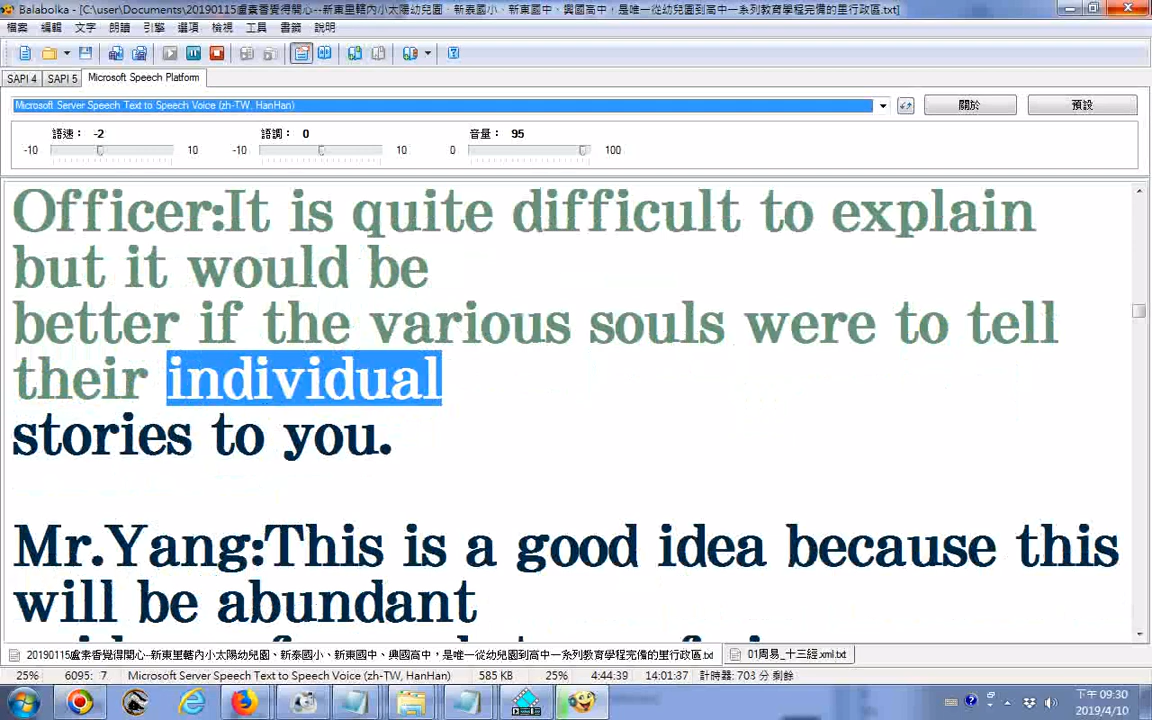 Balabolka - [C:\user\Documents\20190115盧素香覺得開心--新東里轄內小太陽幼兒園、新泰國小、新東國中、興國高中，是唯一從幼兒園到高中一系列教育學程完備的里行政區.txt]
檔案 編輯 文字 朗讀 引擎 選項 檢視 工具 書籤 說明
SAPI 4 SAPI 5 Microsoft Speech Platform
Microsoft Server Speech Text to Speech Voice (zh-TW, HanHan) 關於 預設
語速： -2 語調： 0 音量： 95
-10 10 -10 10 0 100
Officer:It is quite difficult to explain
but it would be
better if the various souls were to tell
their individual
stories to you.
Mr.Yang:This is a good idea because this
will be abundant
20190115盧素香覺得開心--新東里轄內小太陽幼兒園、新泰國小、新東國中、興國高中，是唯一從幼兒園到高中一系列教育學程完備的里行政區.txt 01周易_十三經.xml.txt
25% 6095: 7 Microsoft Server Speech Text to Speech Voice (zh-TW, HanHan) 585 KB 25% 4:44:39 14:01:37 計時器: 703 分 剩餘
下午 09:30
2019/4/10